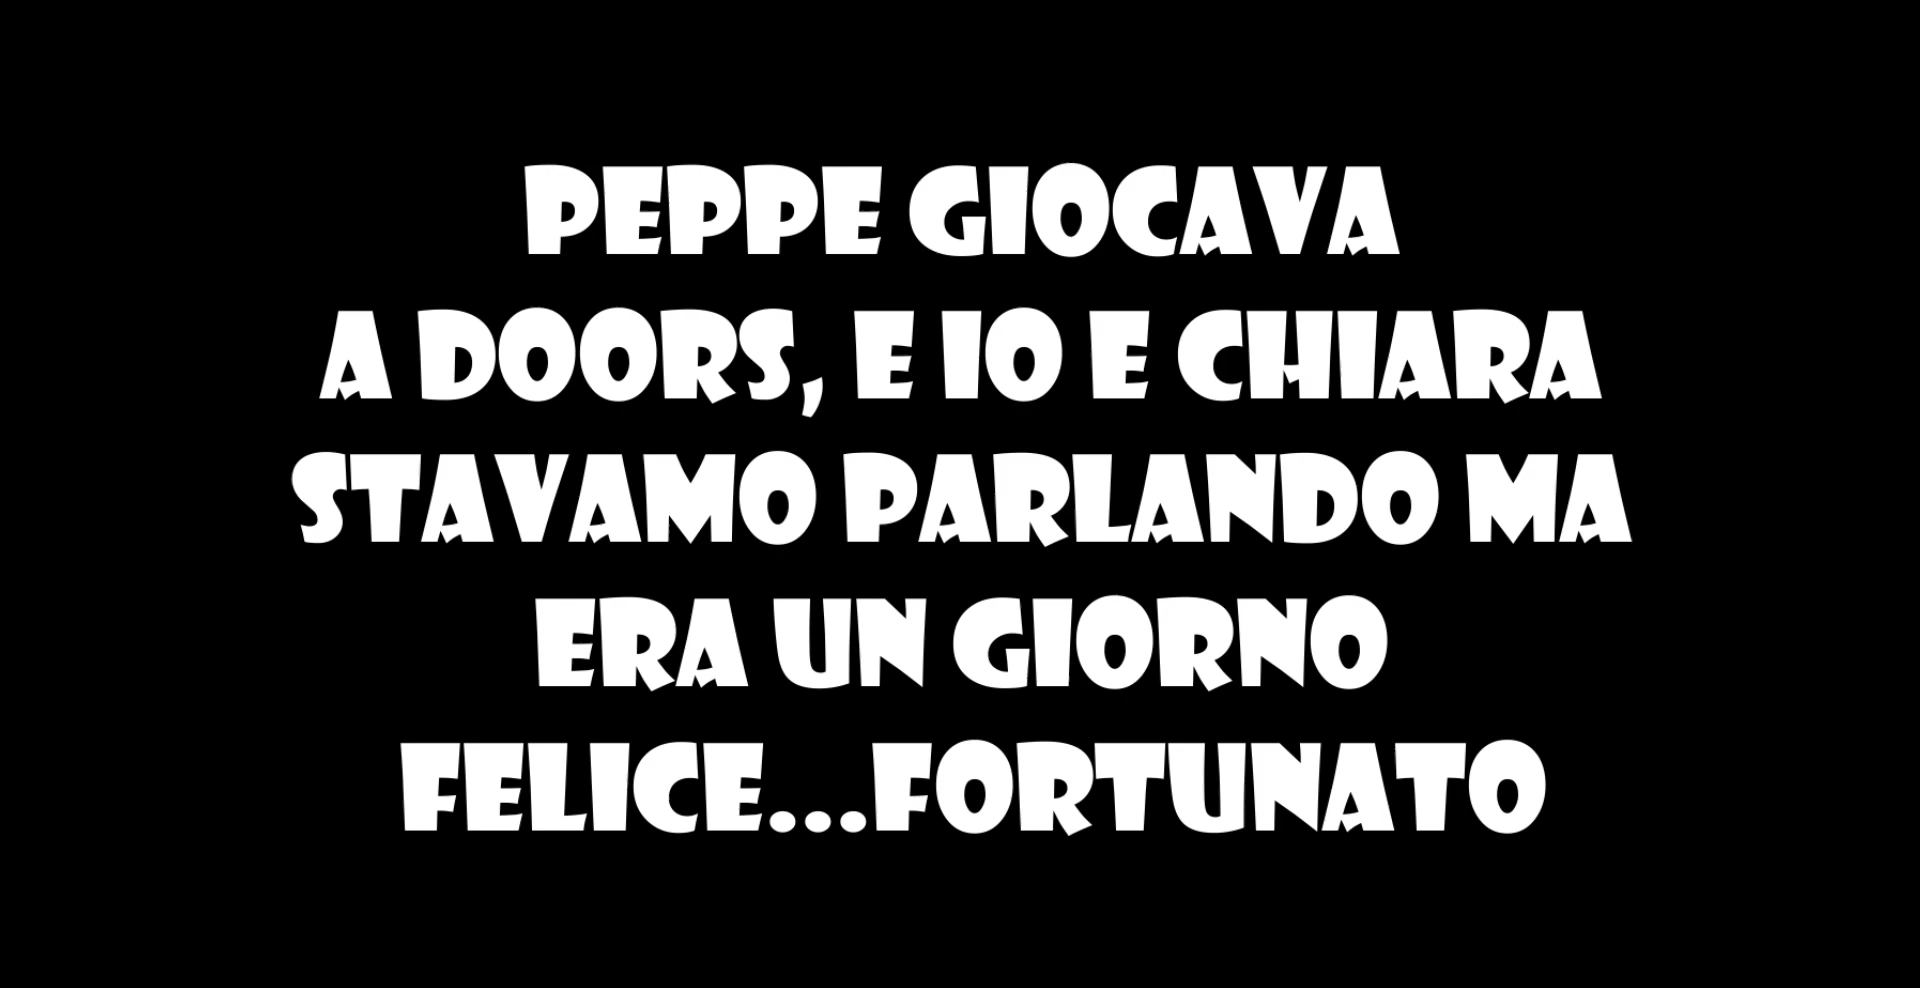 PEPPE GIOCAVA
A DOORS, E IO E CHIARA
STAVAMO PARLANDO MA
ERA UN GIORNO
FELICE...FORTUNATO